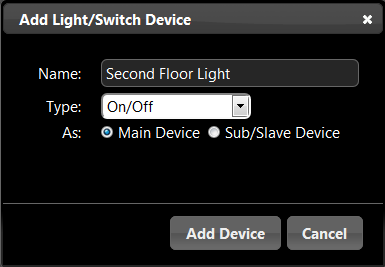 Add Light/Switch Device
Name: Second Floor Light
Type: On/Off
As: Main Device Sub/Slave Device
Add Device Cancel